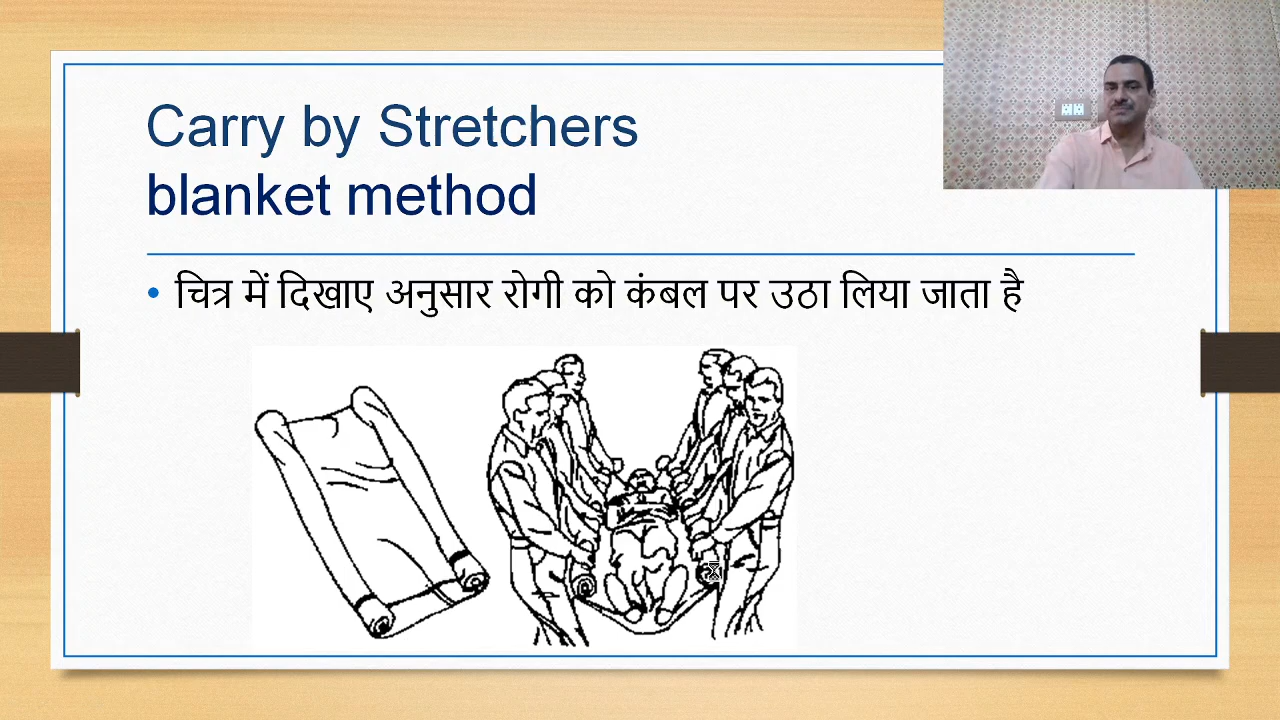 Carry by Stretchers
blanket method
• चित्र में दिखाए अनुसार रोगी को कंबल पर उठा लिया जाता है